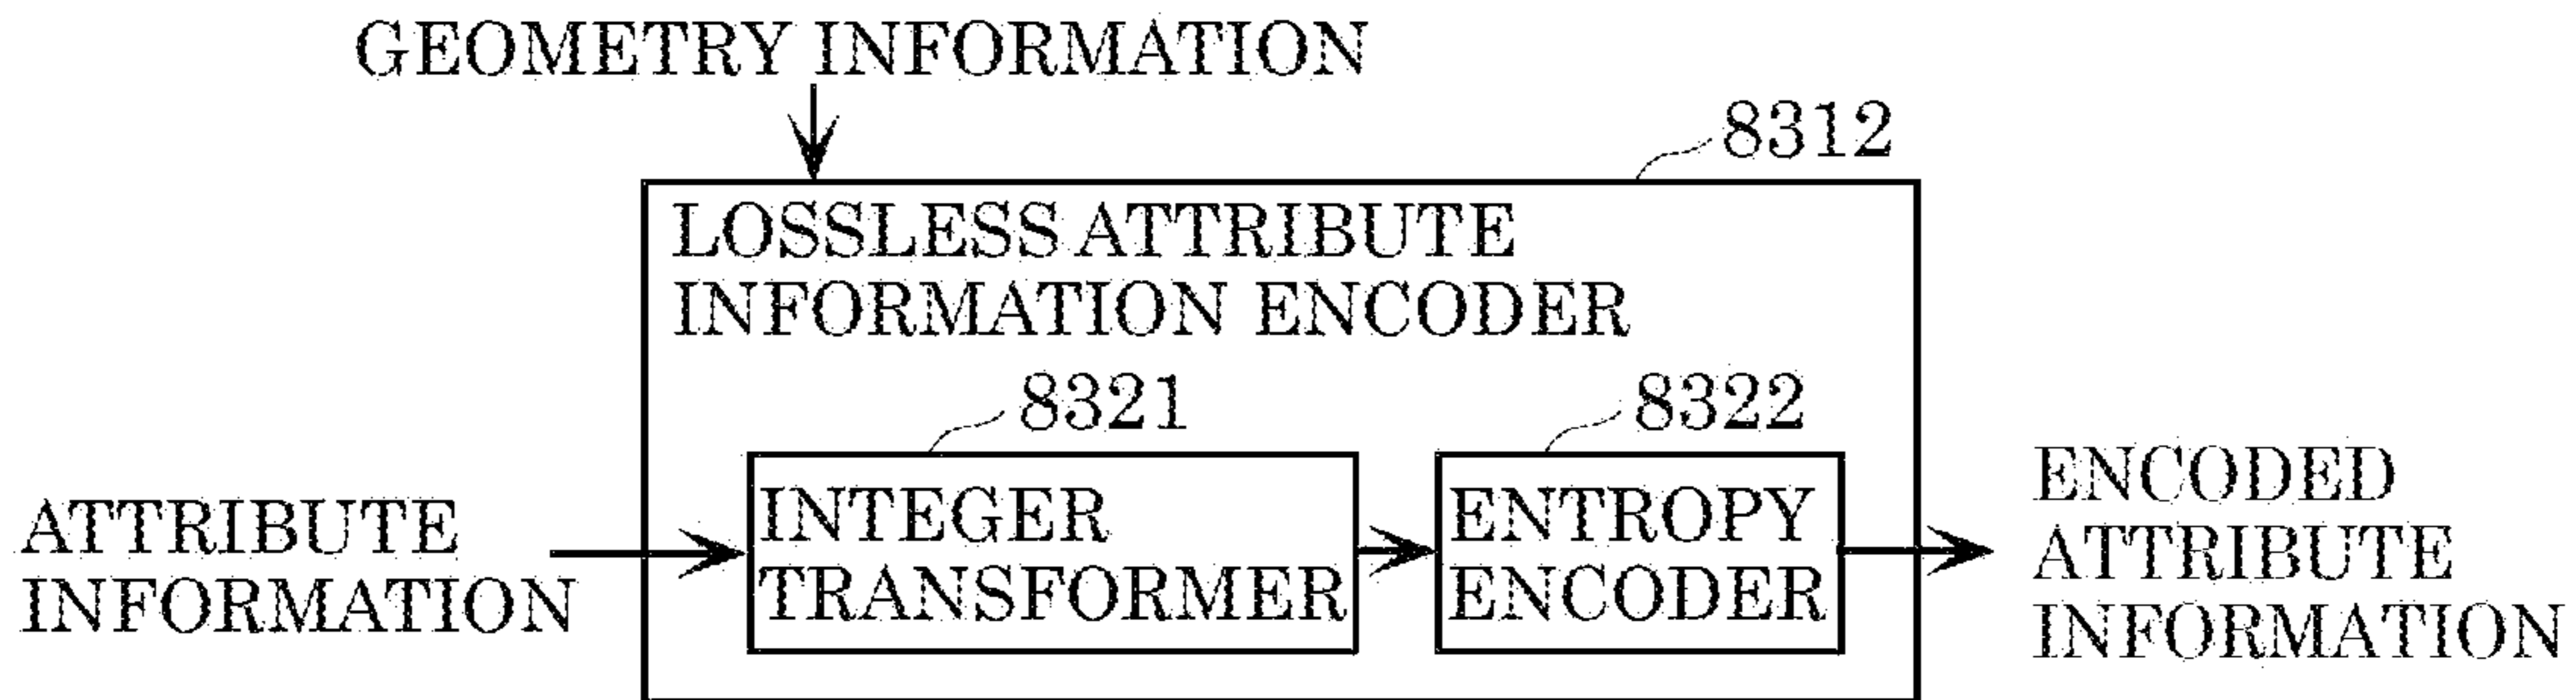 GEOMETRY INFORMATION
8312
LOSSLESS ATTRIBUTE
INFORMATION ENCODER
8321
8322
ATTRIBUTE
INFORMATION
INTEGER
TRANSFORMER
ENTROPY
ENCODER
ENCODED
ATTRIBUTE
INFORMATION